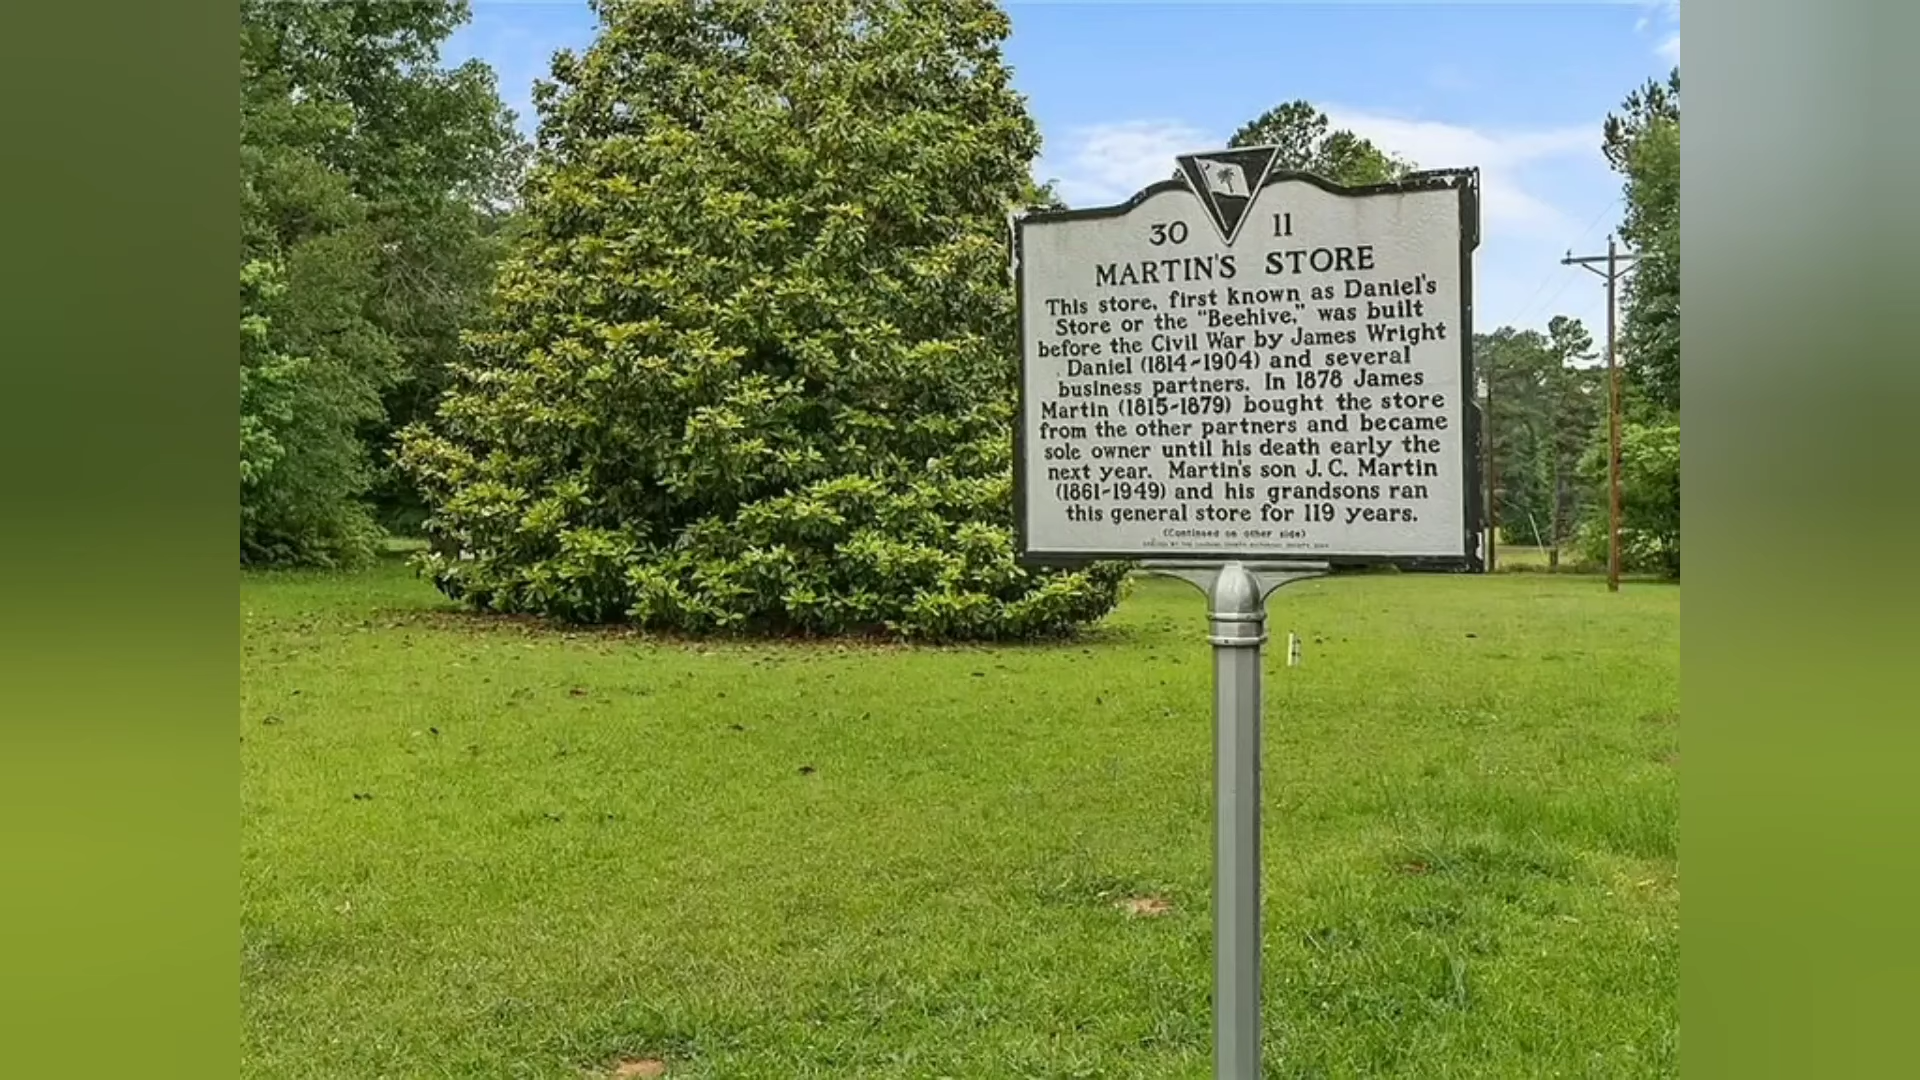 30 11
MARTIN'S STORE
This store, first known as Daniel's
Store or the "Beehive," was built
before the Civil War by James Wright
Daniel (1814-1904) and several
business partners. In 1878 James
Martin (1815-1879) bought the store
from the other partners and became
sole owner until his death early the
next year. Martin's son J.C. Martin
(1861-1949) and his grandsons ran
this general store for 119 years.
(Continued on other side)